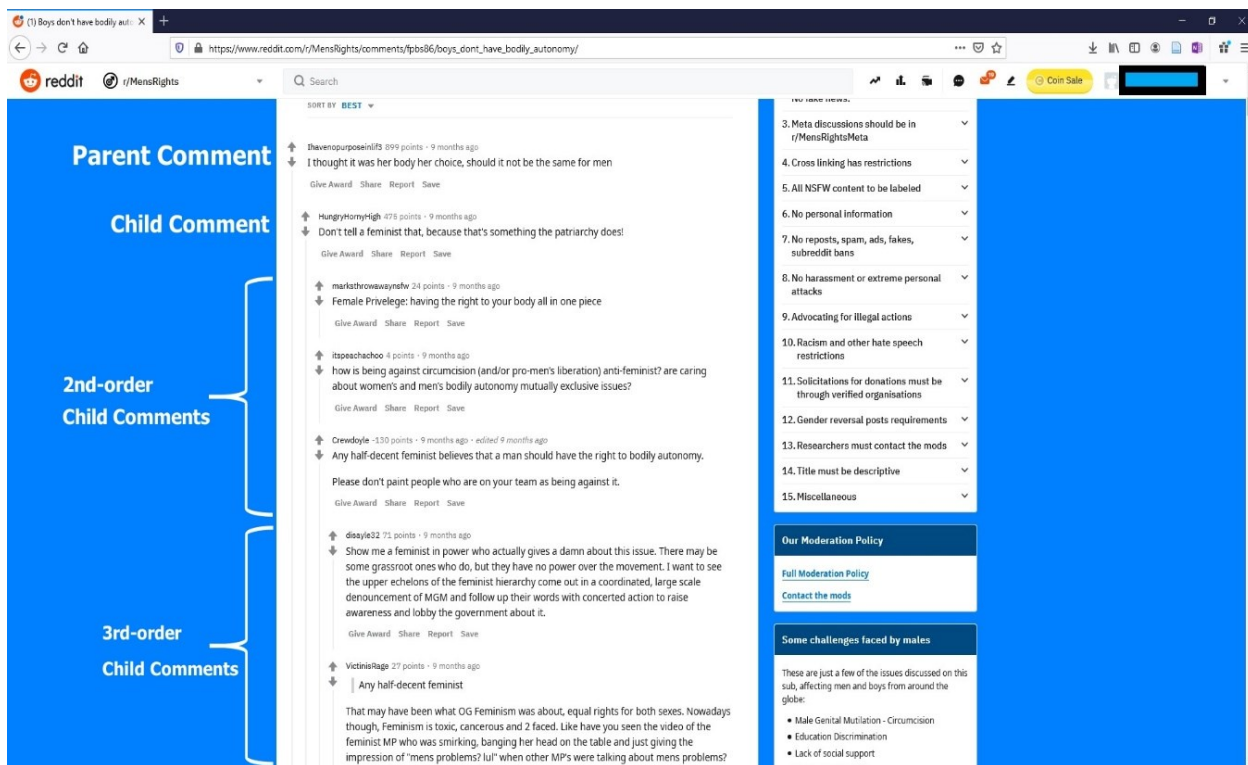 (1) Boys don't have bodily auto
https://www.reddit.com/r/MensRights/comments/fpbs86/boys_dont_have_bodily_autonomy/
reddit
r/MensRights
Search
Coin Sale
SORT BY BEST
Parent Comment
Ihavenopurposeinlif3 899 points · 9 months ago
I thought it was her body her choice, should it not be the same for men
Give Award Share Report Save
Child Comment
HungryHornyHigh 475 points · 9 months ago
Don't tell a feminist that, because that's something the patriarchy does!
Give Award Share Report Save
2nd-order
Child Comments
marksthrowawaynsfw 24 points · 9 months ago
Female Privelege: having the right to your body all in one piece
Give Award Share Report Save
itspeachachoo 4 points · 9 months ago
how is being against circumcision (and/or pro-men's liberation) anti-feminist? are caring
about women's and men's bodily autonomy mutually exclusive issues?
Give Award Share Report Save
Crewdoyle -130 points · 9 months ago · edited 9 months ago
Any half-decent feminist believes that a man should have the right to bodily autonomy.
Please don't paint people who are on your team as being against it.
Give Award Share Report Save
3rd-order
Child Comments
disayle32 71 points · 9 months ago
Show me a feminist in power who actually gives a damn about this issue. There may be
some grassroot ones who do, but they have no power over the movement. I want to see
the upper echelons of the feminist hierarchy come out in a coordinated, large scale
denouncement of MGM and follow up their words with concerted action to raise
awareness and lobby the government about it.
Give Award Share Report Save
VictinisRage 27 points · 9 months ago
Any half-decent feminist
That may have been what OG Feminism was about, equal rights for both sexes. Nowadays
though, Feminism is toxic, cancerous and 2 faced. Like have you seen the video of the
feminist MP who was smirking, banging her head on the table and just giving the
impression of "mens problems? lul" when other MP's were talking about mens problems?
No fake news.
3. Meta discussions should be in
r/MensRightsMeta
4. Cross linking has restrictions
5. All NSFW content to be labeled
6. No personal information
7. No reposts, spam, ads, fakes,
subreddit bans
8. No harassment or extreme personal
attacks
9. Advocating for illegal actions
10. Racism and other hate speech
restrictions
11. Solicitations for donations must be
through verified organisations
12. Gender reversal posts requirements
13. Researchers must contact the mods
14. Title must be descriptive
15. Miscellaneous
Our Moderation Policy
Full Moderation Policy
Contact the mods
Some challenges faced by males
These are just a few of the issues discussed on this
sub, affecting men and boys from around the
globe:
• Male Genital Mutilation - Circumcision
• Education Discrimination
• Lack of social support